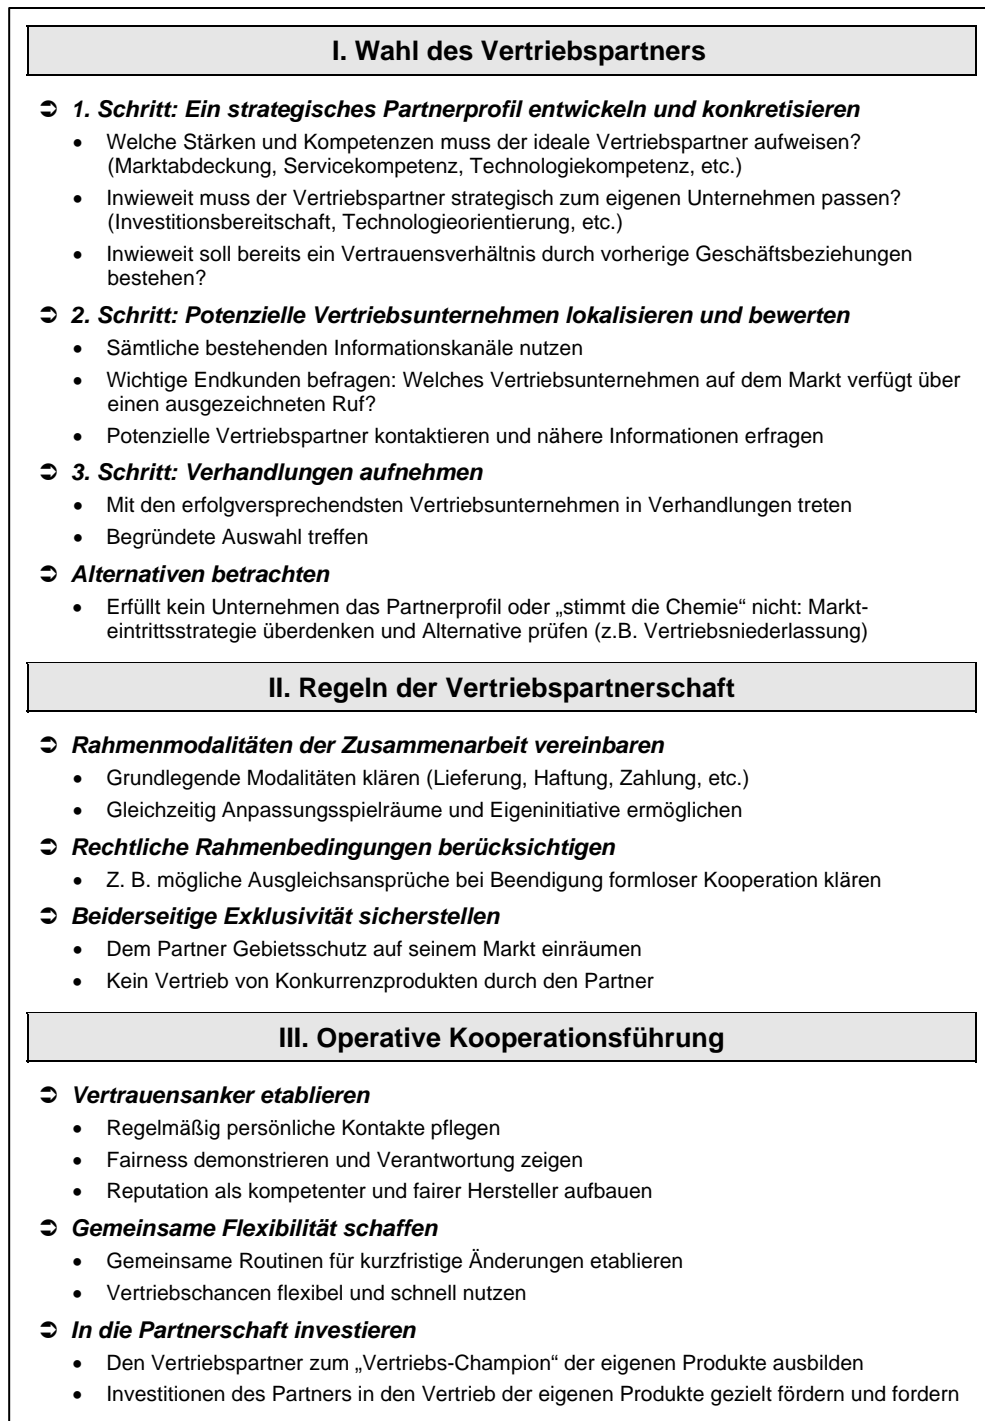 I. Wahl des Vertriebspartners
➲ 1. Schritt: Ein strategisches Partnerprofil entwickeln und konkretisieren
• Welche Stärken und Kompetenzen muss der ideale Vertriebspartner aufweisen?
(Marktabdeckung, Servicekompetenz, Technologiekompetenz, etc.)
• Inwieweit muss der Vertriebspartner strategisch zum eigenen Unternehmen passen?
(Investitionsbereitschaft, Technologieorientierung, etc.)
• Inwieweit soll bereits ein Vertrauensverhältnis durch vorherige Geschäftsbeziehungen
bestehen?
➲ 2. Schritt: Potenzielle Vertriebsunternehmen lokalisieren und bewerten
• Sämtliche bestehenden Informationskanäle nutzen
• Wichtige Endkunden befragen: Welches Vertriebsunternehmen auf dem Markt verfügt über
einen ausgezeichneten Ruf?
• Potenzielle Vertriebspartner kontaktieren und nähere Informationen erfragen
➲ 3. Schritt: Verhandlungen aufnehmen
• Mit den erfolgversprechendsten Vertriebsunternehmen in Verhandlungen treten
• Begründete Auswahl treffen
➲ Alternativen betrachten
• Erfüllt kein Unternehmen das Partnerprofil oder „stimmt die Chemie“ nicht: Markt-
eintrittsstrategie überdenken und Alternative prüfen (z.B. Vertriebsniederlassung)
II. Regeln der Vertriebspartnerschaft
➲ Rahmenmodalitäten der Zusammenarbeit vereinbaren
• Grundlegende Modalitäten klären (Lieferung, Haftung, Zahlung, etc.)
• Gleichzeitig Anpassungsspielräume und Eigeninitiative ermöglichen
➲ Rechtliche Rahmenbedingungen berücksichtigen
• Z. B. mögliche Ausgleichsansprüche bei Beendigung formloser Kooperation klären
➲ Beiderseitige Exklusivität sicherstellen
• Dem Partner Gebietsschutz auf seinem Markt einräumen
• Kein Vertrieb von Konkurrenzprodukten durch den Partner
III. Operative Kooperationsführung
➲ Vertrauensanker etablieren
• Regelmäßig persönliche Kontakte pflegen
• Fairness demonstrieren und Verantwortung zeigen
• Reputation als kompetenter und fairer Hersteller aufbauen
➲ Gemeinsame Flexibilität schaffen
• Gemeinsame Routinen für kurzfristige Änderungen etablieren
• Vertriebschancen flexibel und schnell nutzen
➲ In die Partnerschaft investieren
• Den Vertriebspartner zum „Vertriebs-Champion“ der eigenen Produkte ausbilden
• Investitionen des Partners in den Vertrieb der eigenen Produkte gezielt fördern und fordern